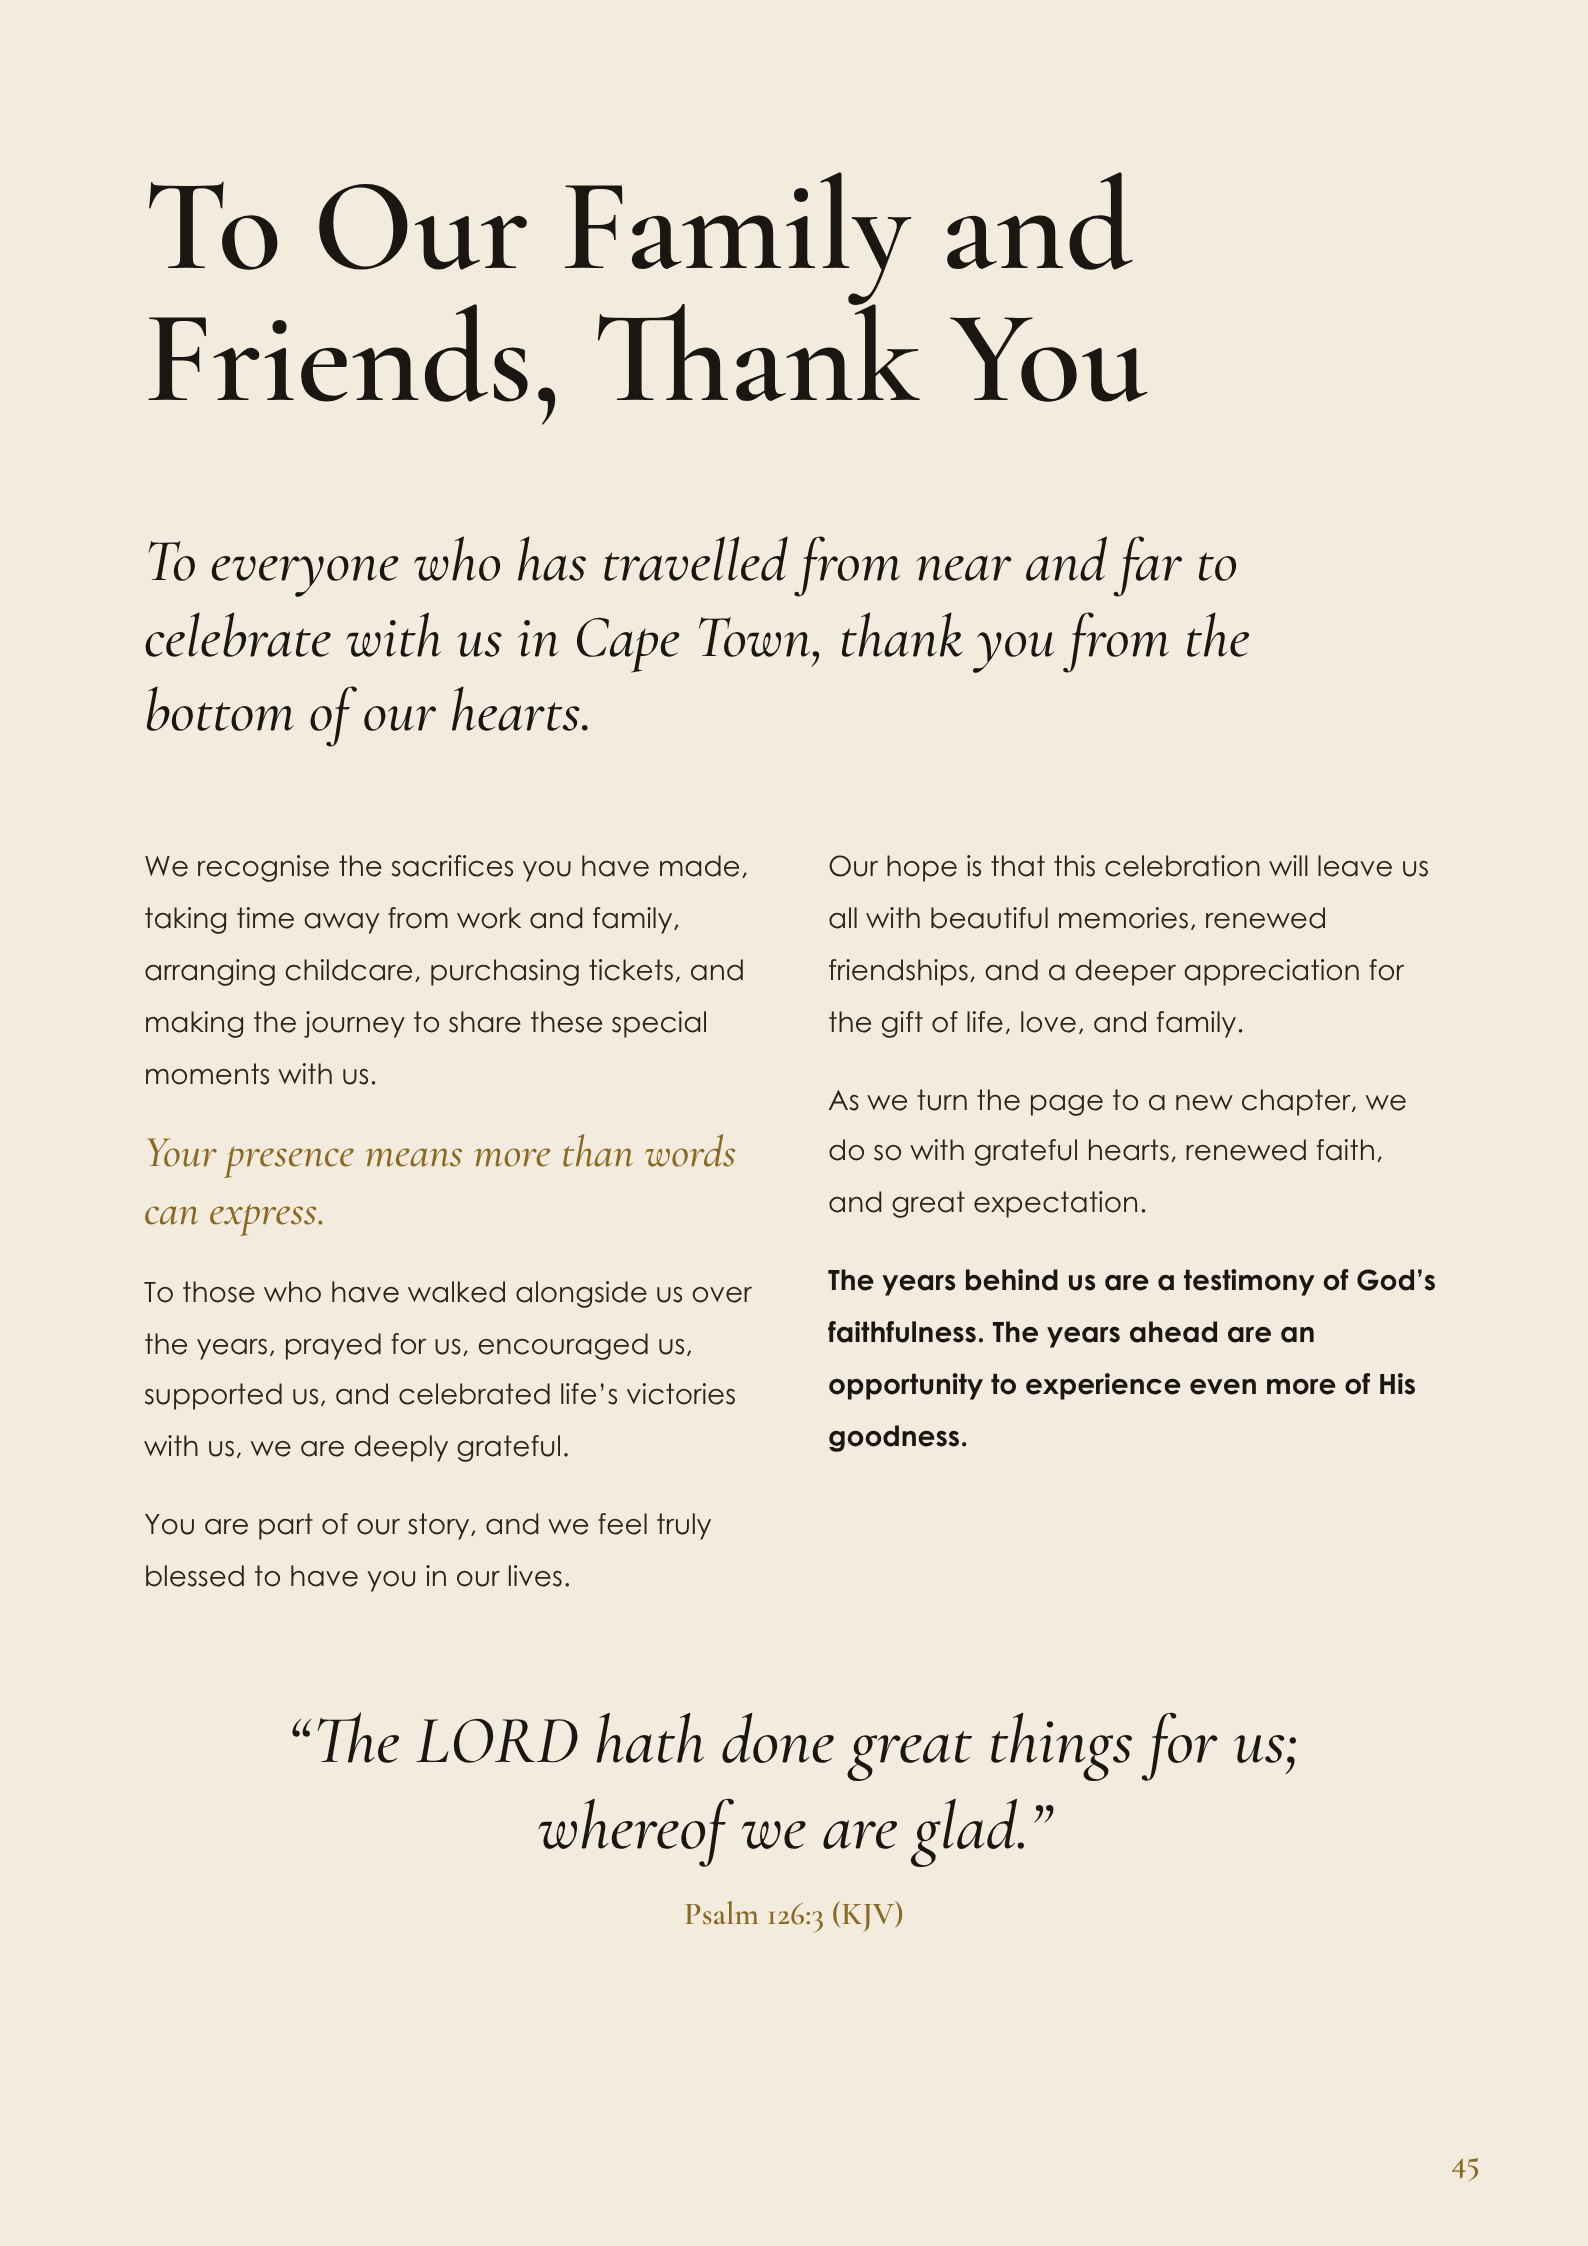 To Our Family and
Friends, Thank You
To everyone who has travelled from near and far to
celebrate with us in Cape Town, thank you from the
bottom of our hearts.
We recognise the sacrifices you have made,
taking time away from work and family,
arranging childcare, purchasing tickets, and
making the journey to share these special
moments with us.
Your presence means more than words
can express.
To those who have walked alongside us over
the years, prayed for us, encouraged us,
supported us, and celebrated life’s victories
with us, we are deeply grateful.
You are part of our story, and we feel truly
blessed to have you in our lives.
Our hope is that this celebration will leave us
all with beautiful memories, renewed
friendships, and a deeper appreciation for
the gift of life, love, and family.
As we turn the page to a new chapter, we
do so with grateful hearts, renewed faith,
and great expectation.
The years behind us are a testimony of God’s
faithfulness. The years ahead are an
opportunity to experience even more of His
goodness.
“The LORD hath done great things for us;
whereof we are glad.”
Psalm 126:3 (KJV)
45